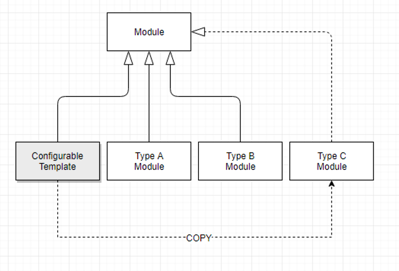 Module
Configurable
Template
Type A
Module
Type B
Module
Type C
Module
COPY